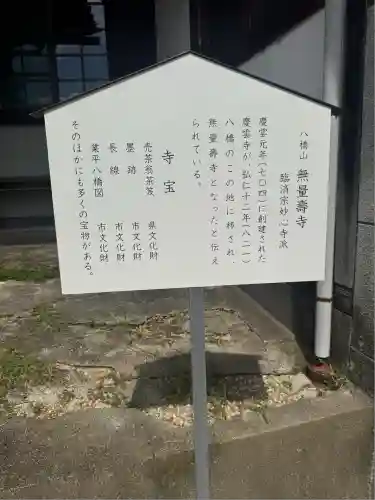 八橋山 無量壽寺
臨済宗妙心寺派
慶雲元年(七〇四)に創建された
慶雲寺が、弘仁十二年(八二一)
八橋のこの地に移され、
無量壽寺となったと伝え
られている。
寺宝
売茶翁茶笈 県文化財
墨跡 市文化財
長線 市文化財
業平八橋図 市文化財
そのほかにも多くの宝物がある。